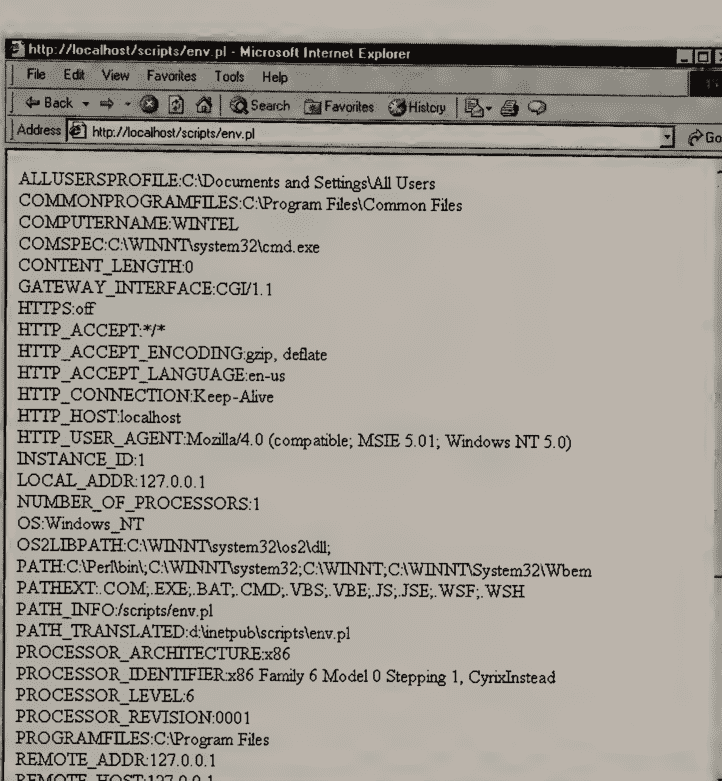 http://localhost/scripts/env.pl - Microsoft Internet Explorer
File Edit View Favorites Tools Help
Back Search Favorites History
Address http://localhost/scripts/env.pl Go
ALLUSERSPROFILE:C:\Documents and Settings\All Users
COMMONPROGRAMFILES:C:\Program Files\Common Files
COMPUTERNAME:WINTEL
COMSPEC:C:\WINNT\system32\cmd.exe
CONTENT_LENGTH:0
GATEWAY_INTERFACE:CGI/1.1
HTTPS:off
HTTP_ACCEPT:*/*
HTTP_ACCEPT_ENCODING:gzip, deflate
HTTP_ACCEPT_LANGUAGE:en-us
HTTP_CONNECTION:Keep-Alive
HTTP_HOST:localhost
HTTP_USER_AGENT:Mozilla/4.0 (compatible; MSIE 5.01; Windows NT 5.0)
INSTANCE_ID:1
LOCAL_ADDR:127.0.0.1
NUMBER_OF_PROCESSORS:1
OS:Windows_NT
OS2LIBPATH:C:\WINNT\system32\os2\dll;
PATH:C:\Perl\bin\;C:\WINNT\system32;C:\WINNT;C:\WINNT\System32\Wbem
PATHEXT:.COM;.EXE;.BAT;.CMD;.VBS;.VBE;.JS;.JSE;.WSF;.WSH
PATH_INFO:/scripts/env.pl
PATH_TRANSLATED:d:\inetpub\scripts\env.pl
PROCESSOR_ARCHITECTURE:x86
PROCESSOR_IDENTIFIER:x86 Family 6 Model 0 Stepping 1, CyrixInstead
PROCESSOR_LEVEL:6
PROCESSOR_REVISION:0001
PROGRAMFILES:C:\Program Files
REMOTE_ADDR:127.0.0.1
REMOTE_HOST:127.0.0.1